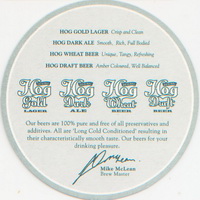 HOG GOLD LAGER Crisp and Clean
HOG DARK ALE Smooth, Rich, Full Bodied
HOG WHEAT BEER Unique, Tangy, Refreshing
HOG DRAFT BEER Amber Coloured, Well Balanced
Hog Gold LAGER
Hog Dark ALE
Hog Wheat BEER
Hog Draft BEER
Our beers are 100% pure and free of all preservatives and
additives. All are 'Long Cold Conditioned' resulting in
their characteristically smooth taste. Our beers for your
drinking pleasure.
Mike McLean
Brew Master